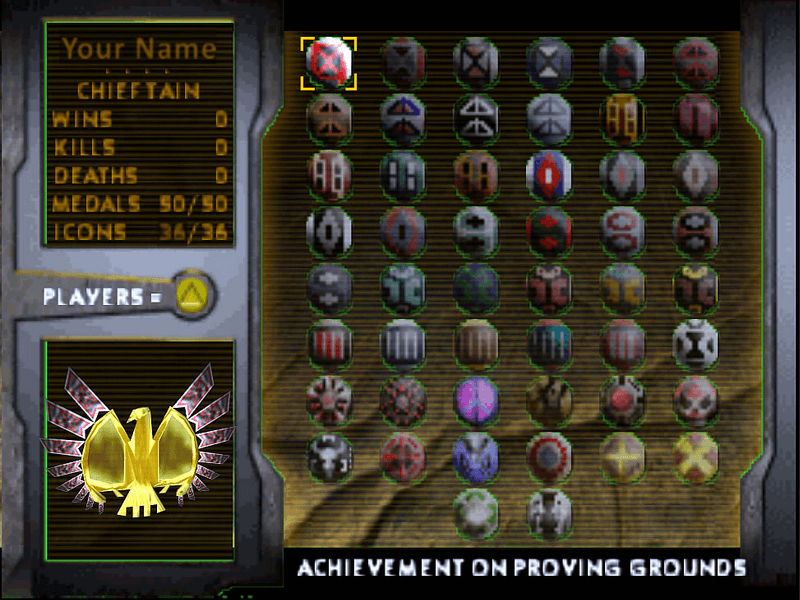 Your Name
CHIEFTAIN
WINS 0
KILLS 0
DEATHS 0
MEDALS 50/50
ICONS 36/36
PLAYERS =
ACHIEVEMENT ON PROVING GROUNDS